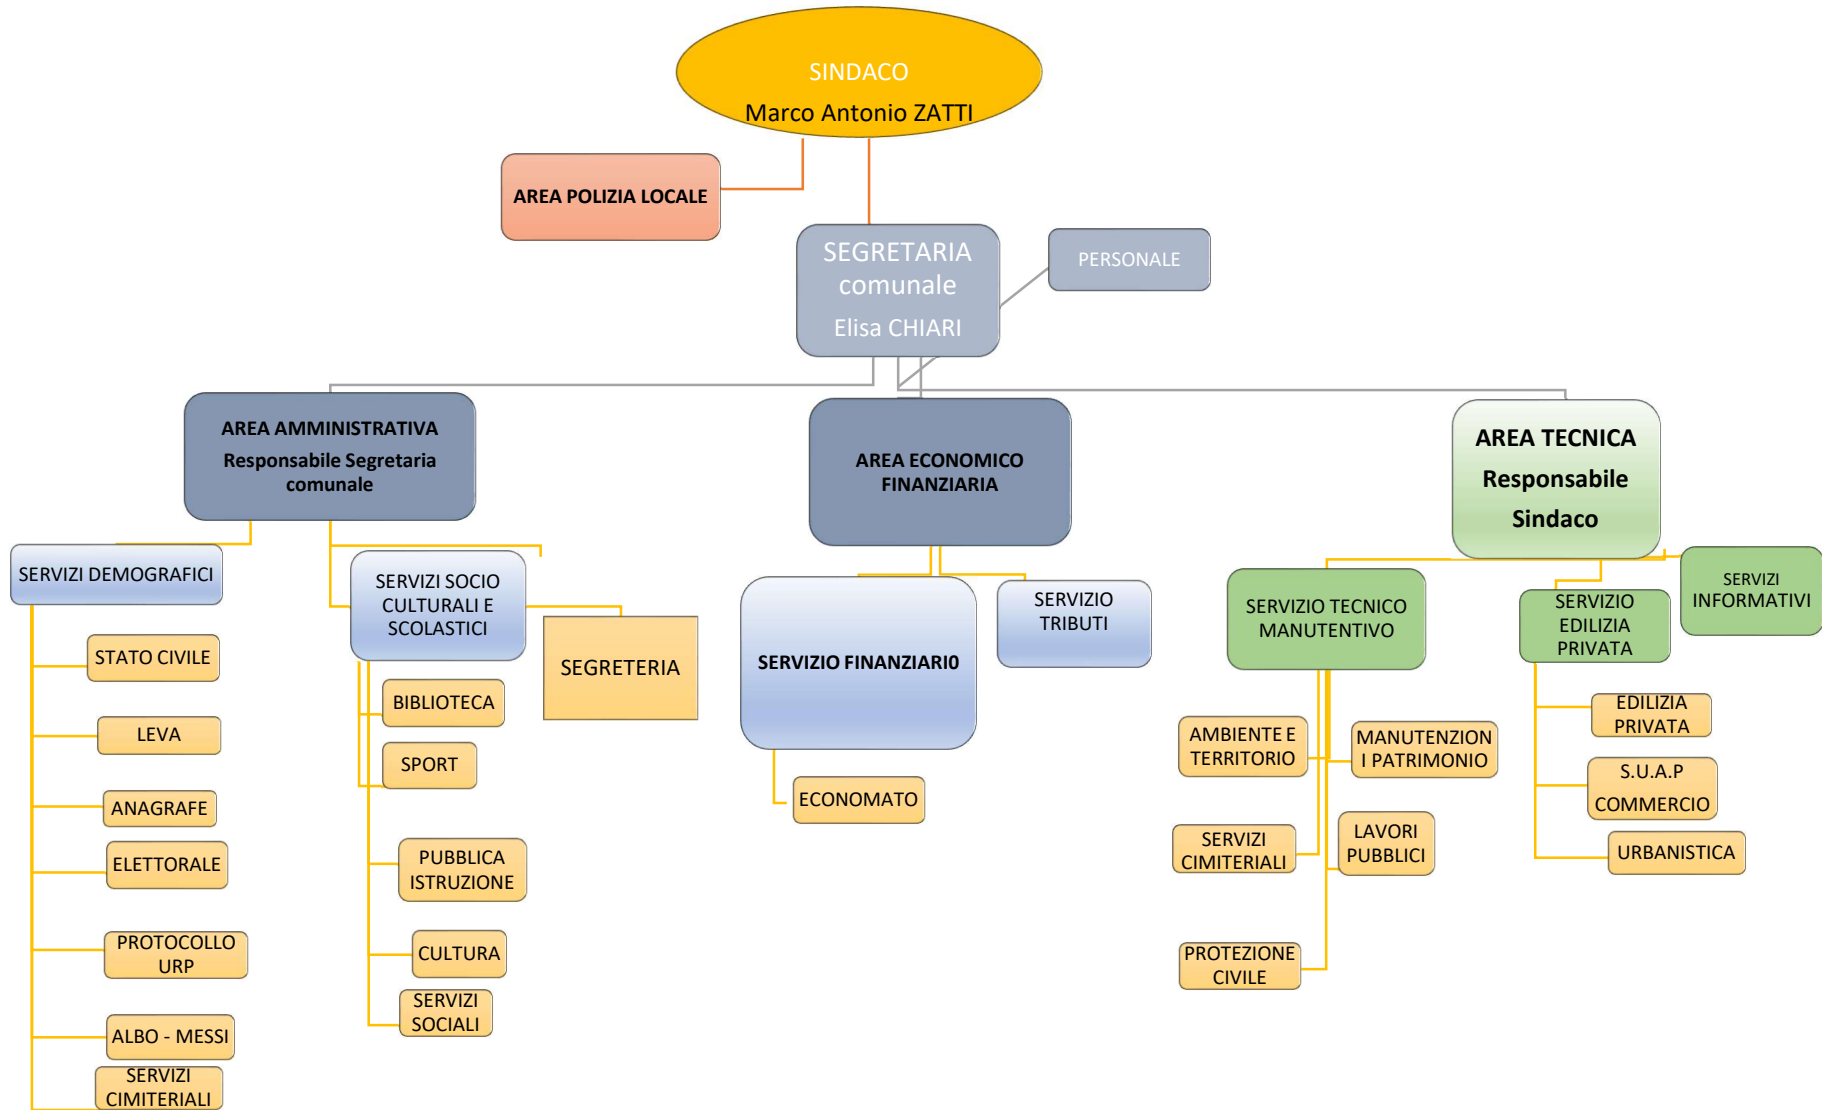 SINDACO
Marco Antonio ZATTI
AREA POLIZIA LOCALE
SEGRETARIA
comunale
Elisa CHIARI
PERSONALE
AREA AMMINISTRATIVA
Responsabile Segretaria
comunale
AREA ECONOMICO
FINANZIARIA
AREA TECNICA
Responsabile
Sindaco
SERVIZI DEMOGRAFICI
STATO CIVILE
LEVA
ANAGRAFE
ELETTORALE
PROTOCOLLO
URP
ALBO - MESSI
SERVIZI
CIMITERIALI
SERVIZI SOCIO
CULTURALI E
SCOLASTICI
BIBLIOTECA
SPORT
PUBBLICA
ISTRUZIONE
CULTURA
SERVIZI
SOCIALI
SEGRETERIA
SERVIZIO FINANZIARI0
ECONOMATO
SERVIZIO
TRIBUTI
SERVIZIO TECNICO
MANUTENTIVO
AMBIENTE E
TERRITORIO
MANUTENZION
I PATRIMONIO
SERVIZI
CIMITERIALI
LAVORI
PUBBLICI
PROTEZIONE
CIVILE
SERVIZIO
EDILIZIA
PRIVATA
EDILIZIA
PRIVATA
S.U.A.P
COMMERCIO
URBANISTICA
SERVIZI
INFORMATIVI